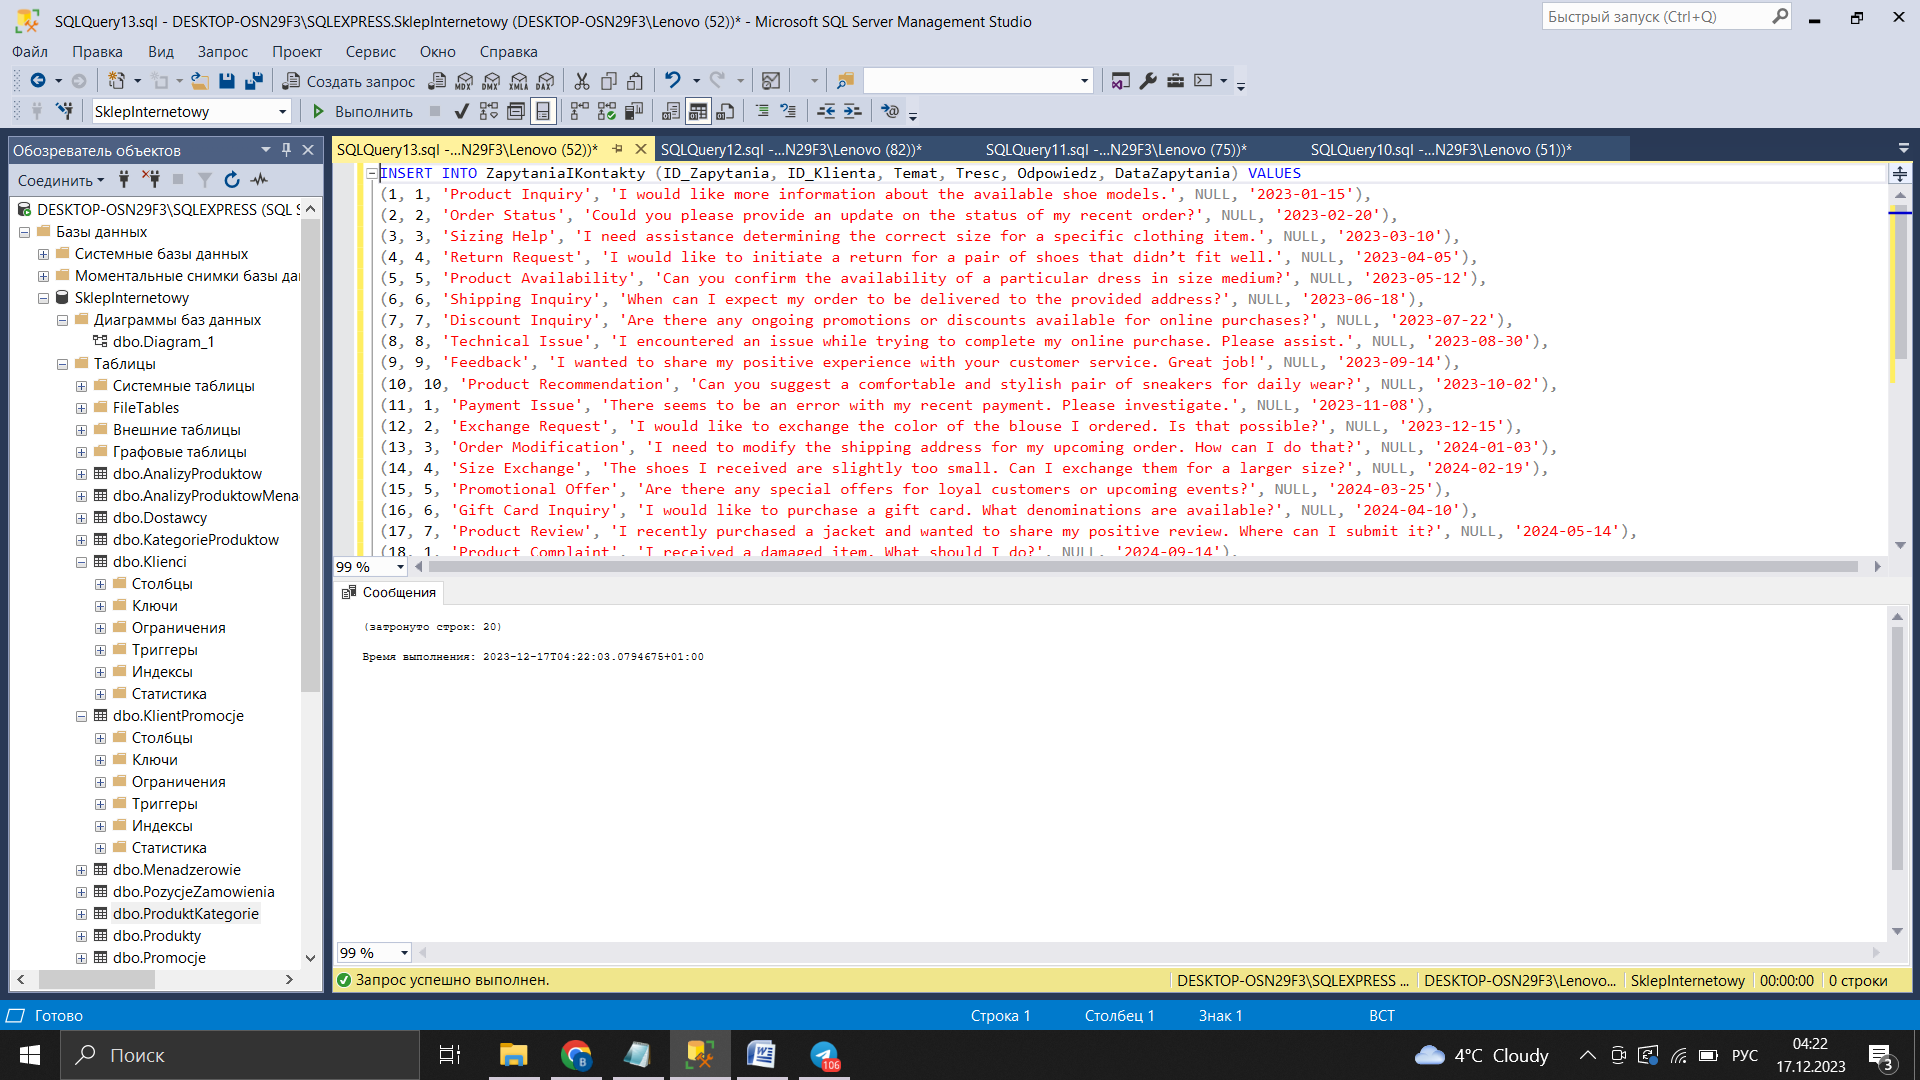 SQLQuery13.sql - DESKTOP-OSN29F3\SQLEXPRESS.SklepInternetowy (DESKTOP-OSN29F3\Lenovo (52))* - Microsoft SQL Server Management Studio
Быстрый запуск (Ctrl+Q)
Файл Правка Вид Запрос Проект Сервис Окно Справка
Создать запрос MDX DMX XMLA DAX
SklepInternetowy Выполнить
Обозреватель объектов
SQLQuery13.sql -...N29F3\Lenovo (52))* SQLQuery12.sql -...N29F3\Lenovo (82))* SQLQuery11.sql -...N29F3\Lenovo (75))* SQLQuery10.sql -...N29F3\Lenovo (51))*
Соединить
DESKTOP-OSN29F3\SQLEXPRESS (SQL S
Базы данных
Системные базы данных
Моментальные снимки базы да
SklepInternetowy
Диаграммы баз данных
dbo.Diagram_1
Таблицы
Системные таблицы
FileTables
Внешние таблицы
Графовые таблицы
dbo.AnalizyProduktow
dbo.AnalizyProduktowMena
dbo.Dostawcy
dbo.KategorieProduktow
dbo.Klienci
Столбцы
Ключи
Ограничения
Триггеры
Индексы
Статистика
dbo.KlientPromocje
Столбцы
Ключи
Ограничения
Триггеры
Индексы
Статистика
dbo.Menadzerowie
dbo.PozycjeZamowienia
dbo.ProduktKategorie
dbo.Produkty
dbo.Promocje
INSERT INTO ZapytaniaIKontakty (ID_Zapytania, ID_Klienta, Temat, Tresc, Odpowiedz, DataZapytania) VALUES
(1, 1, 'Product Inquiry', 'I would like more information about the available shoe models.', NULL, '2023-01-15'),
(2, 2, 'Order Status', 'Could you please provide an update on the status of my recent order?', NULL, '2023-02-20'),
(3, 3, 'Sizing Help', 'I need assistance determining the correct size for a specific clothing item.', NULL, '2023-03-10'),
(4, 4, 'Return Request', 'I would like to initiate a return for a pair of shoes that didn’t fit well.', NULL, '2023-04-05'),
(5, 5, 'Product Availability', 'Can you confirm the availability of a particular dress in size medium?', NULL, '2023-05-12'),
(6, 6, 'Shipping Inquiry', 'When can I expect my order to be delivered to the provided address?', NULL, '2023-06-18'),
(7, 7, 'Discount Inquiry', 'Are there any ongoing promotions or discounts available for online purchases?', NULL, '2023-07-22'),
(8, 8, 'Technical Issue', 'I encountered an issue while trying to complete my online purchase. Please assist.', NULL, '2023-08-30'),
(9, 9, 'Feedback', 'I wanted to share my positive experience with your customer service. Great job!', NULL, '2023-09-14'),
(10, 10, 'Product Recommendation', 'Can you suggest a comfortable and stylish pair of sneakers for daily wear?', NULL, '2023-10-02'),
(11, 1, 'Payment Issue', 'There seems to be an error with my recent payment. Please investigate.', NULL, '2023-11-08'),
(12, 2, 'Exchange Request', 'I would like to exchange the color of the blouse I ordered. Is that possible?', NULL, '2023-12-15'),
(13, 3, 'Order Modification', 'I need to modify the shipping address for my upcoming order. How can I do that?', NULL, '2024-01-03'),
(14, 4, 'Size Exchange', 'The shoes I received are slightly too small. Can I exchange them for a larger size?', NULL, '2024-02-19'),
(15, 5, 'Promotional Offer', 'Are there any special offers for loyal customers or upcoming events?', NULL, '2024-03-25'),
(16, 6, 'Gift Card Inquiry', 'I would like to purchase a gift card. What denominations are available?', NULL, '2024-04-10'),
(17, 7, 'Product Review', 'I recently purchased a jacket and wanted to share my positive review. Where can I submit it?', NULL, '2024-05-14'),
(18, 1, 'Product Complaint', 'I received a damaged item. What should I do?', NULL, '2024-09-14'),
99 %
Сообщения
(затронуто строк: 20)
Время выполнения: 2023-12-17T04:22:03.0794675+01:00
99 %
Запрос успешно выполнен. DESKTOP-OSN29F3\SQLEXPRESS ... DESKTOP-OSN29F3\Lenovo... SklepInternetowy 00:00:00 0 строки
Готово Строка 1 Столбец 1 Знак 1 ВСТ
Поиск 106 4°C Cloudy РУС 04:22
17.12.2023 3